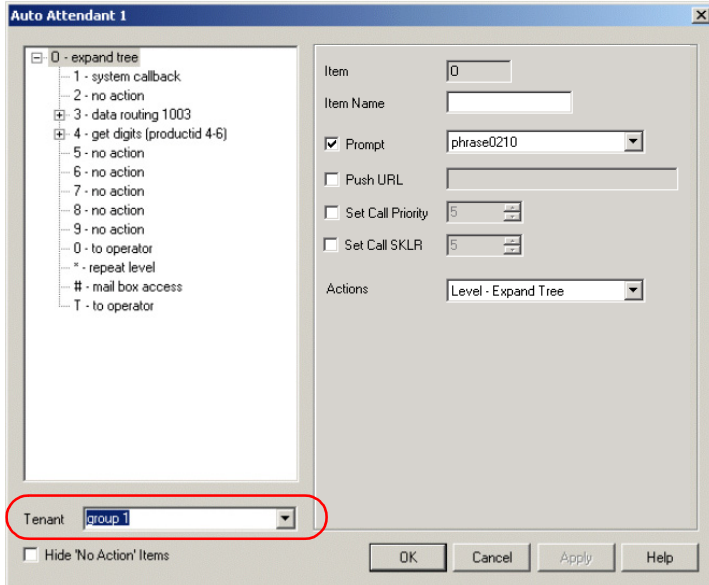 Auto Attendant 1
0 - expand tree
1 - system callback
2 - no action
3 - data routing 1003
4 - get digits (productid 4-6)
5 - no action
6 - no action
7 - no action
8 - no action
9 - no action
0 - to operator
* - repeat level
# - mail box access
T - to operator
Tenant group 1
Hide 'No Action' Items
Item 0
Item Name
Prompt phrase0210
Push URL
Set Call Priority 5
Set Call SKLR 5
Actions Level - Expand Tree
OK Cancel Apply Help